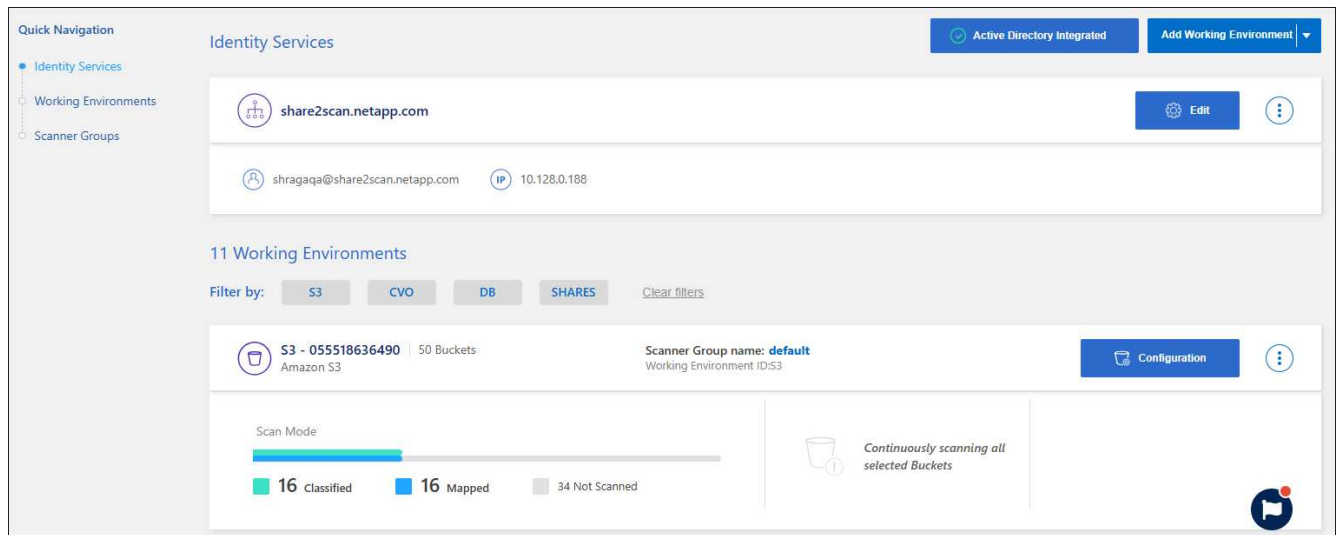 Quick Navigation
Identity Services
Working Environments
Scanner Groups
Identity Services
Active Directory Integrated
Add Working Environment
share2scan.netapp.com
Edit
shragaqa@share2scan.netapp.com
IP 10.128.0.188
11 Working Environments
Filter by: S3 CVO DB SHARES Clear filters
S3 - 055518636490 50 Buckets
Amazon S3
Scanner Group name: default
Working Environment ID:S3
Configuration
Scan Mode
16 Classified 16 Mapped 34 Not Scanned
Continuously scanning all
selected Buckets